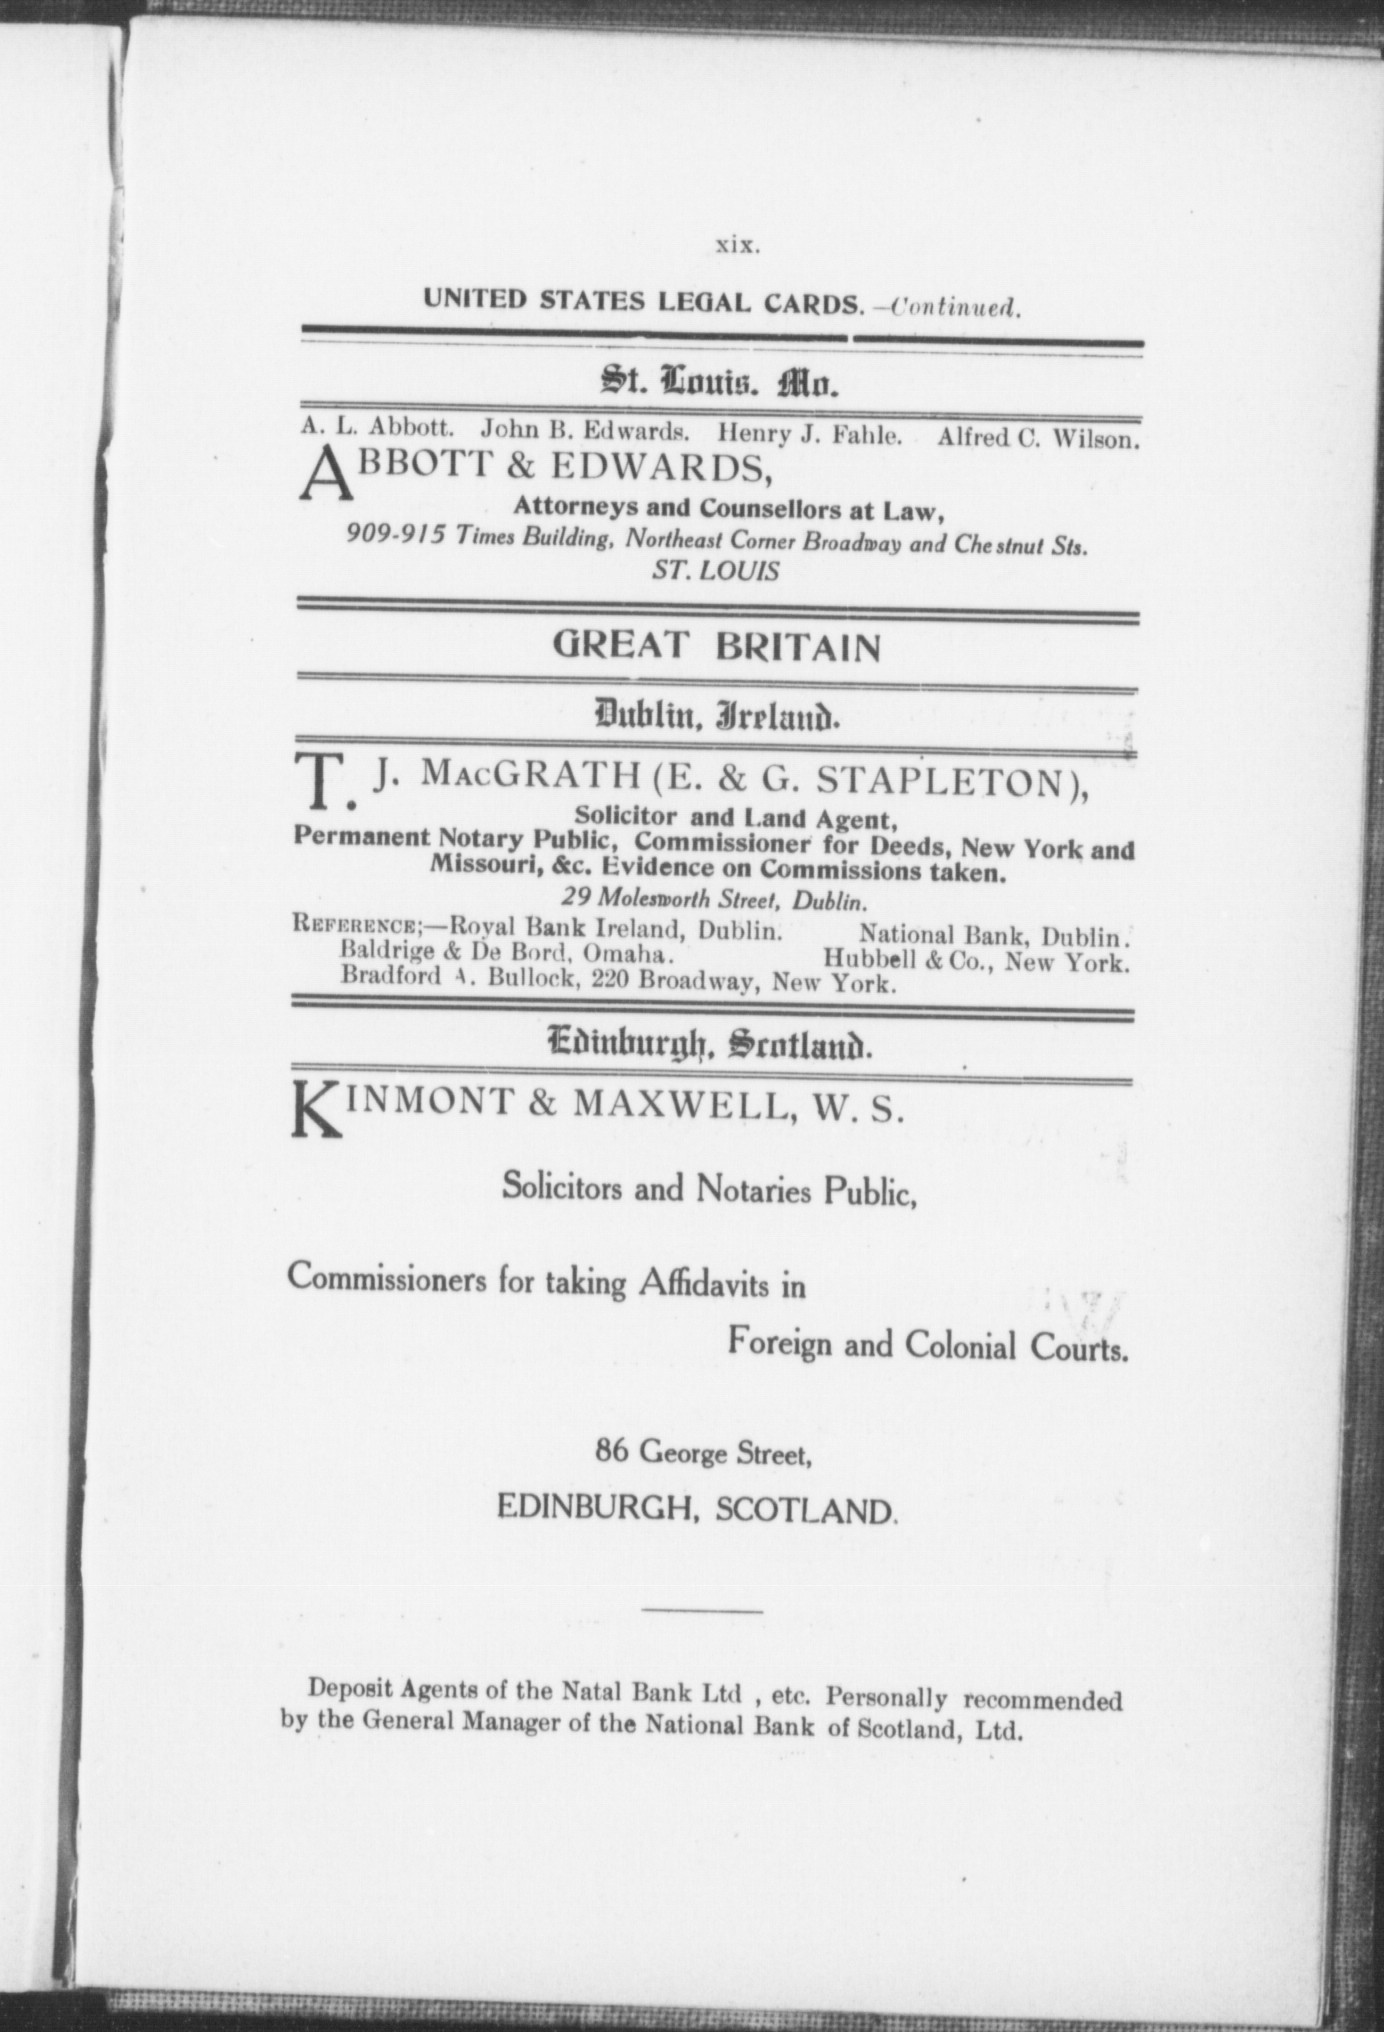 xix.
UNITED STATES LEGAL CARDS.—Continued.
St. Louis. Mo.
A. L. Abbott. John B. Edwards. Henry J. Fahle. Alfred C. Wilson.
ABBOTT & EDWARDS,
Attorneys and Counsellors at Law,
909-915 Times Building, Northeast Corner Broadway and Chestnut Sts.
ST. LOUIS
GREAT BRITAIN
Dublin, Ireland.
T. J. MACGRATH (E. & G. STAPLETON),
Solicitor and Land Agent,
Permanent Notary Public, Commissioner for Deeds, New York and
Missouri, &c. Evidence on Commissions taken.
29 Molesworth Street, Dublin.
REFERENCE;—Royal Bank Ireland, Dublin. National Bank, Dublin.
Baldrige & De Bord, Omaha. Hubbell & Co., New York.
Bradford A. Bullock, 220 Broadway, New York.
Edinburgh, Scotland.
KINMONT & MAXWELL, W. S.
Solicitors and Notaries Public,
Commissioners for taking Affidavits in
Foreign and Colonial Courts.
86 George Street,
EDINBURGH, SCOTLAND.
Deposit Agents of the Natal Bank Ltd , etc. Personally recommended
by the General Manager of the National Bank of Scotland, Ltd.